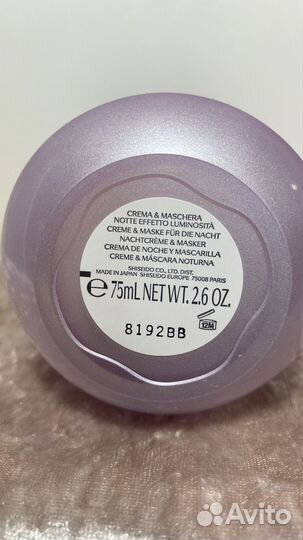 CREMA & MASCHERA
NOTTE EFFETTO LUMINOSITÀ
CREME & MASKE FÜR DIE NACHT
NACHTCRÈME & MASKER
CREMA DE NOCHE Y MASCARILLA
CREME & MÁSCARA NOTURNA
SHISEIDO CO., LTD. DIST.
MADE IN JAPAN SHISEIDO EUROPE 75008 PARIS
℮ 75mL NET WT. 2.6 OZ.
8192BB
12M
Avito